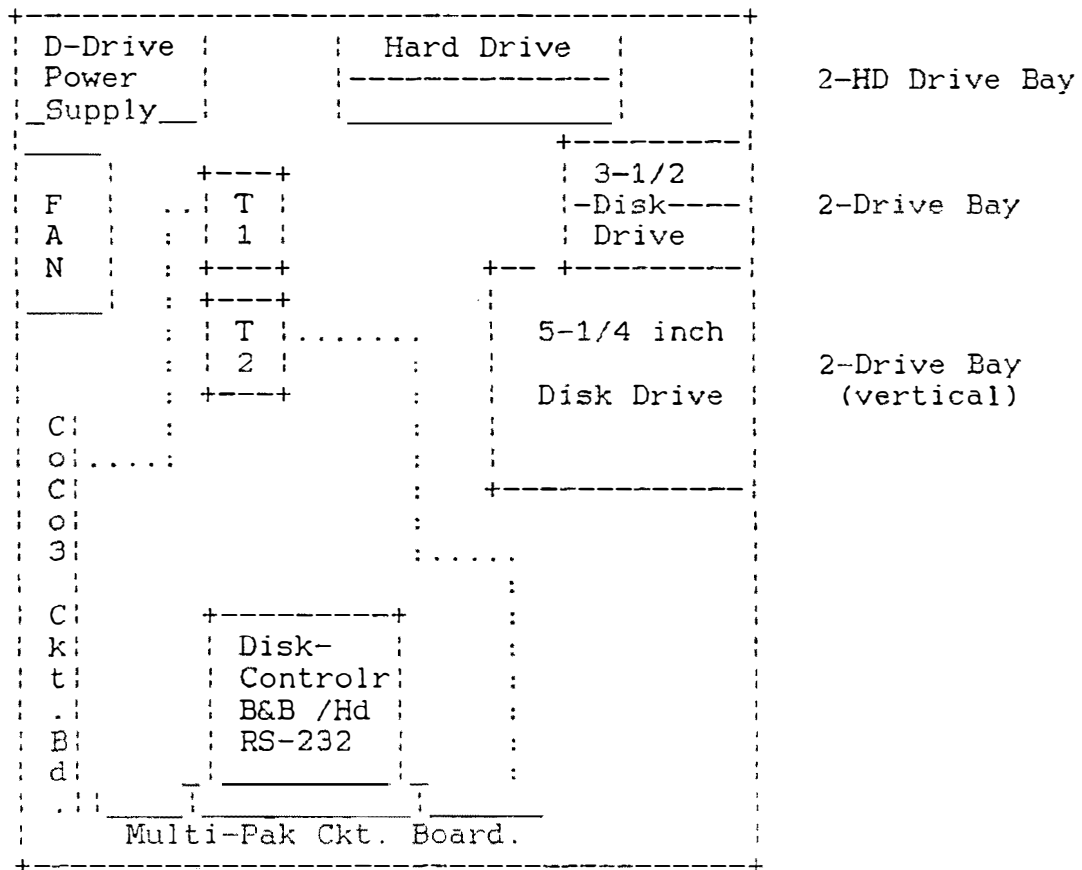 D-Drive Hard Drive
Power 2-HD Drive Bay
Supply
3-1/2
F T Disk 2-Drive Bay
A 1 Drive
N
T 5-1/4 inch
2 2-Drive Bay
Disk Drive (vertical)
C
o
C
o
3
C
k Disk-
t Controlr
. B&B /Hd
B RS-232
d
.
Multi-Pak Ckt. Board.